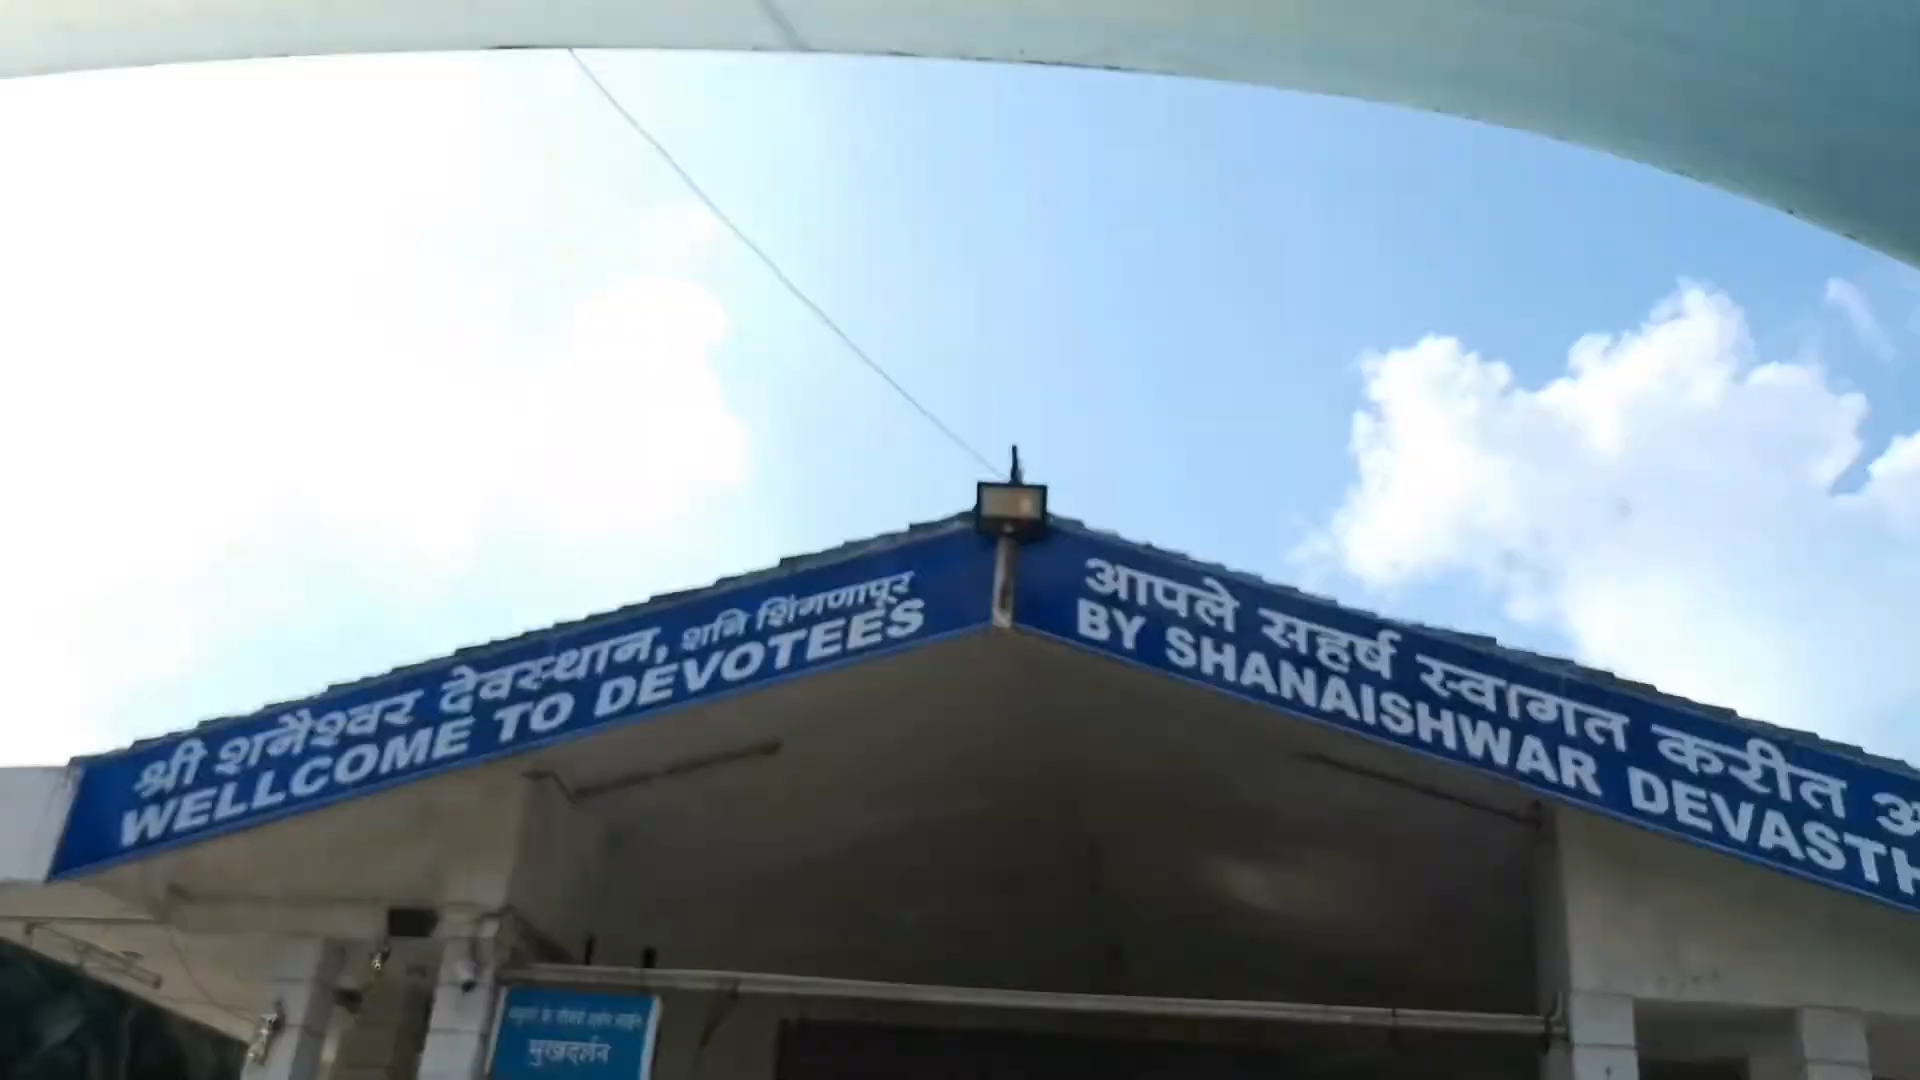 श्री शनैश्वर देवस्थान, शनि शिंगणापूर
WELLCOME TO DEVOTEES
आपले सहर्ष स्वागत करीत
BY SHANAISHWAR DEVASTH
मुखदर्शन